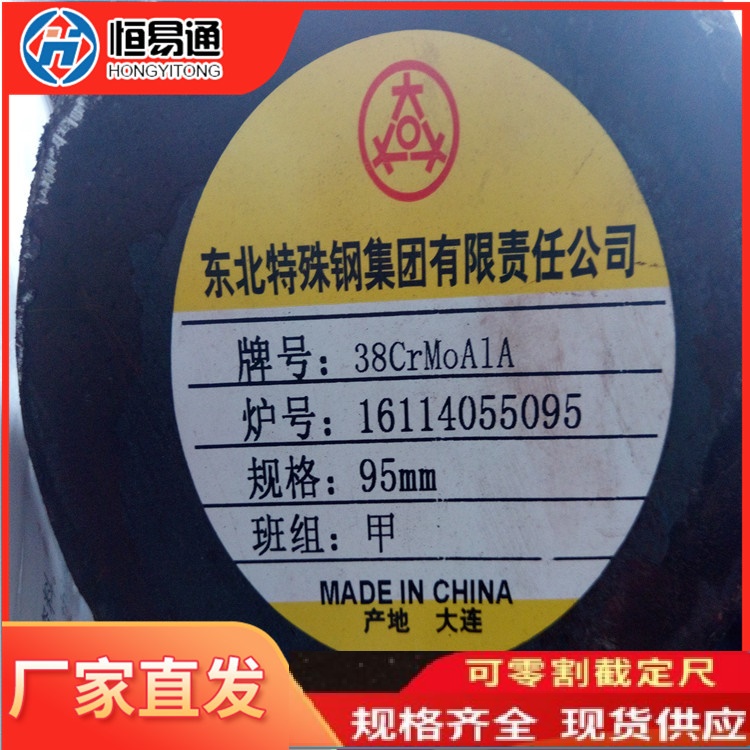 恒易通
HONGYITONG
东北特殊钢集团有限责任公司
牌号：38CrMoAlA
炉号：16114055095
规格：95mm
班组：甲
MADE IN CHINA
产地 大连
厂家直发
可零割截定尺
规格齐全 现货供应